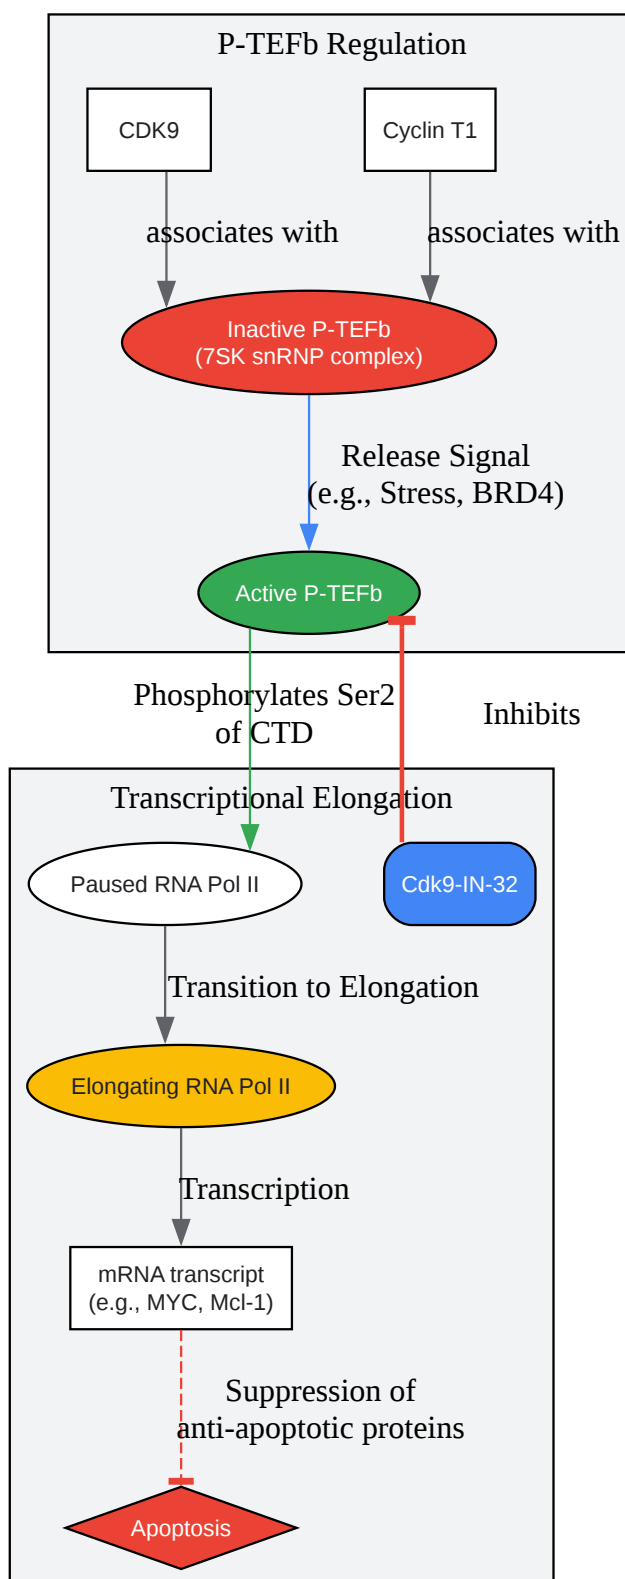 P-TEFb Regulation
CDK9
Cyclin T1
associates with
associates with
Inactive P-TEFb
(7SK snRNP complex)
Release Signal
(e.g., Stress, BRD4)
Active P-TEFb
Phosphorylates Ser2
of CTD
Inhibits
Transcriptional Elongation
Paused RNA Pol II
Cdk9-IN-32
Transition to Elongation
Elongating RNA Pol II
Transcription
mRNA transcript
(e.g., MYC, Mcl-1)
Suppression of
anti-apoptotic proteins
Apoptosis